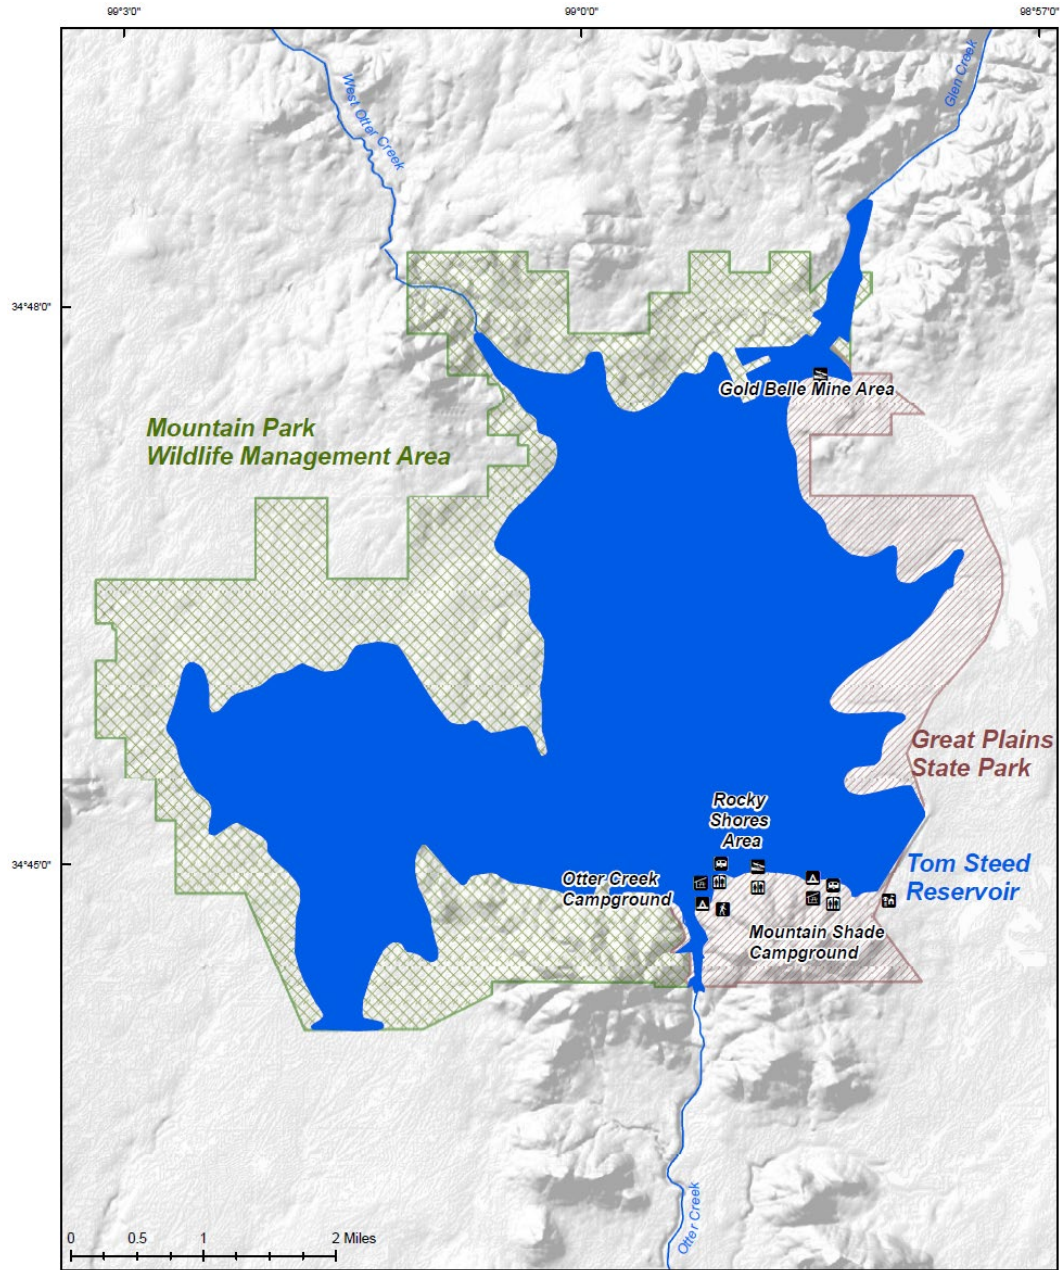 99°3'0"
99°0'0"
98°57'0"
West Otter Creek
Glen Creek
34°48'0"
Gold Belle Mine Area
Mountain Park
Wildlife Management Area
Great Plains
State Park
Rocky
Shores
Area
34°45'0"
Tom Steed
Reservoir
Otter Creek
Campground
Mountain Shade
Campground
Otter Creek
0 0.5 1 2 Miles